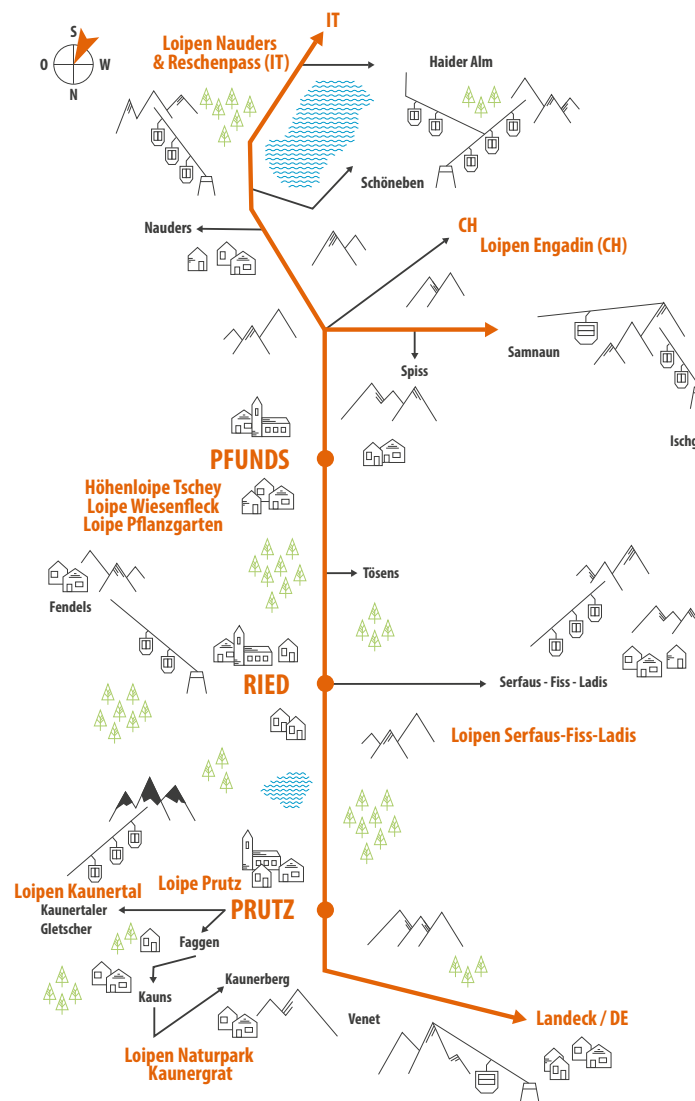 IT
S
O
W
N
Loipen Nauders
& Reschenpass (IT)
Haider Alm
Schöneben
Nauders
CH
Loipen Engadin (CH)
Samnaun
Spiss
Ischg
PFUNDS
Höhenloipe Tschey
Loipe Wiesenfleck
Loipe Pflanzgarten
Tösens
Fendels
RIED
Serfaus - Fiss - Ladis
Loipen Serfaus-Fiss-Ladis
Loipen Kaunertal
Loipe Prutz
Kaunertaler
Gletscher
PRUTZ
Faggen
Kaunerberg
Kauns
Venet
Landeck / DE
Loipen Naturpark
Kaunergrat